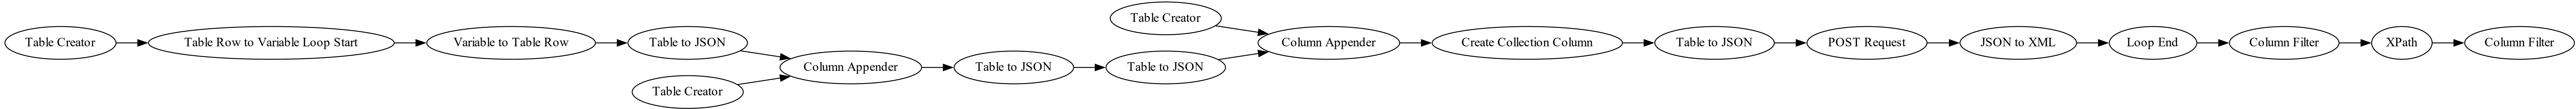 Table Creator
Table Row to Variable Loop Start
Variable to Table Row
Table to JSON
Table Creator
Column Appender
Table to JSON
Table to JSON
Table Creator
Column Appender
Create Collection Column
Table to JSON
POST Request
JSON to XML
Loop End
Column Filter
XPath
Column Filter